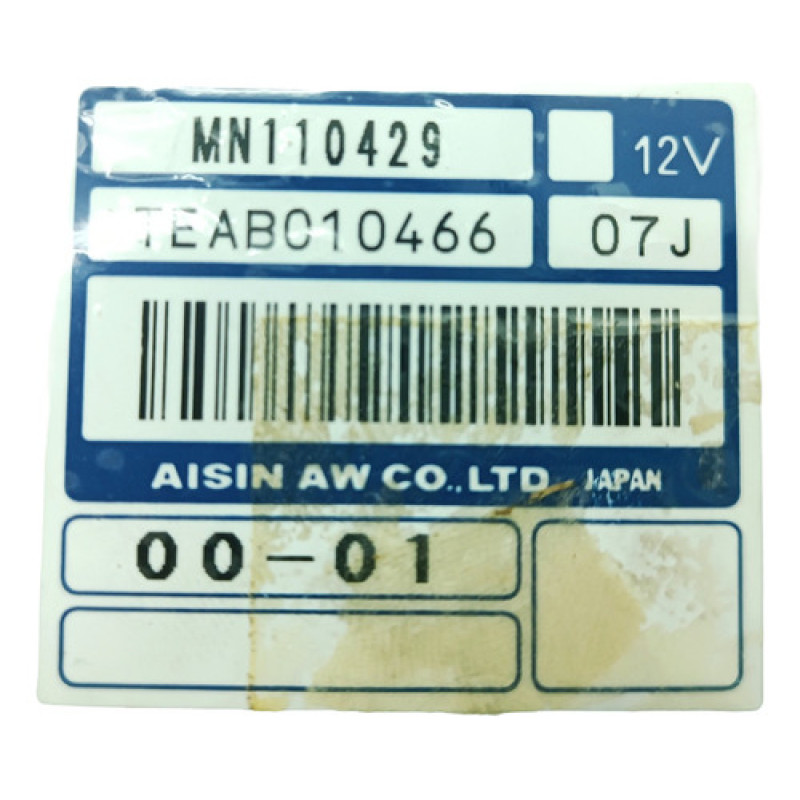 MN110429 12V
TEAB010466 07J
AISIN AW CO.,LTD JAPAN
00-01